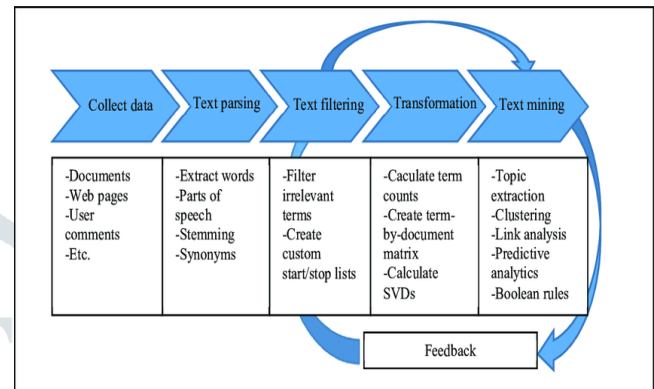 Collect data
Text parsing
Text filtering
Transformation
Text mining
-Documents
-Web pages
-User
comments
-Etc.
-Extract words
-Parts of
speech
-Stemming
-Synonyms
-Filter
irrelevant
terms
-Create
custom
start/stop lists
-Caculate term
counts
-Create term-
by-document
matrix
-Calculate
SVDs
-Topic
extraction
-Clustering
-Link analysis
-Predictive
analytics
-Boolean rules
Feedback